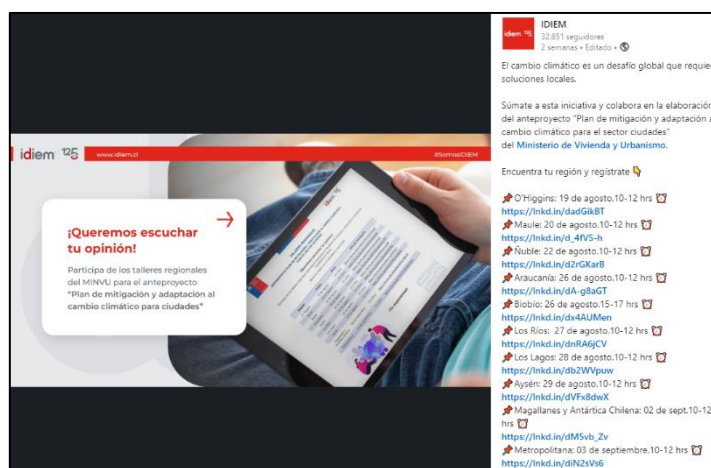 idiem 125
www.idiem.cl
#SomosIDIEM
¡Queremos escuchar
tu opinión!
Participa de los talleres regionales
del MINVU para el anteproyecto
"Plan de mitigación y adaptación al
cambio climático para ciudades"
IDIEM
32.851 seguidores
2 semanas • Editado •
El cambio climático es un desafío global que requier
soluciones locales.
Súmate a esta iniciativa y colabora en la elaboración
del anteproyecto "Plan de mitigación y adaptación a
cambio climático para el sector ciudades"
del Ministerio de Vivienda y Urbanismo.
Encuentra tu región y regístrate 👇
📌O'Higgins: 19 de agosto.10-12 hrs ⏰
https://lnkd.in/dadGikBT
📌Maule: 20 de agosto.10-12 hrs ⏰
https://lnkd.in/d_4fVS-h
📌Ñuble: 22 de agosto.10-12 hrs ⏰
https://lnkd.in/d2rGKarB
📌Araucanía: 26 de agosto.10-12 hrs ⏰
https://lnkd.in/dA-g8aGT
📌Biobío: 26 de agosto.15-17 hrs ⏰
https://lnkd.in/dx4AUMen
📌Los Ríos: 27 de agosto.10-12 hrs ⏰
https://lnkd.in/dnRA6jCV
📌Los Lagos: 28 de agosto.10-12 hrs ⏰
https://lnkd.in/db2WVpuw
📌Aysén: 29 de agosto.10-12 hrs ⏰
https://lnkd.in/dVFx8dwX
📌Magallanes y Antártica Chilena: 02 de sept.10-12
hrs ⏰
https://lnkd.in/dM5vb_Zv
📌Metropolitana: 03 de septiembre.10-12 hrs ⏰
https://lnkd.in/diN2sVs6